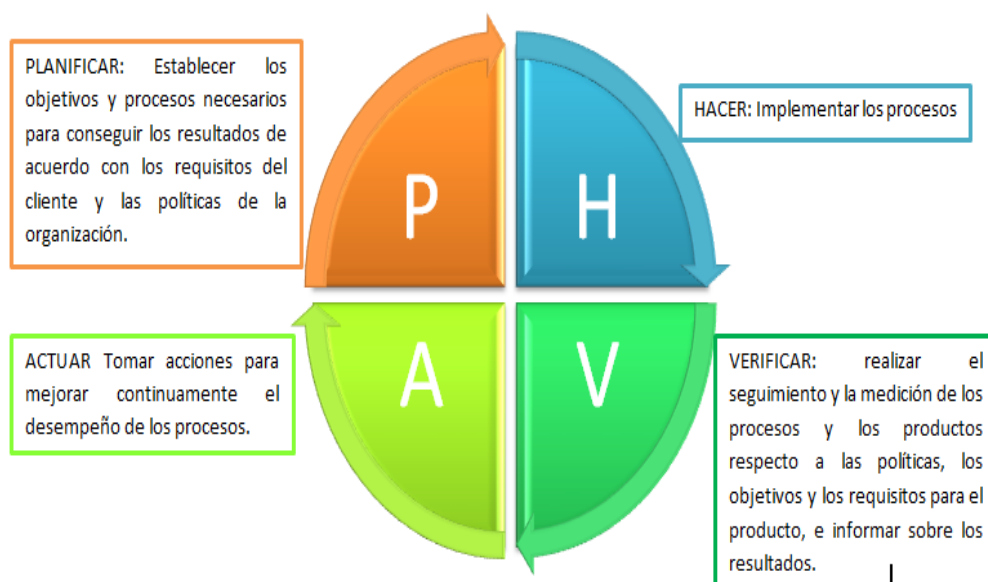 PLANIFICAR: Establecer los
objetivos y procesos necesarios
para conseguir los resultados de
acuerdo con los requisitos del
cliente y las políticas de la
organización.
P
H
HACER: Implementar los procesos
ACTUAR Tomar acciones para
mejorar continuamente el
desempeño de los procesos.
A
V
VERIFICAR: realizar el
seguimiento y la medición de los
procesos y los productos
respecto a las políticas, los
objetivos y los requisitos para el
producto, e informar sobre los
resultados.